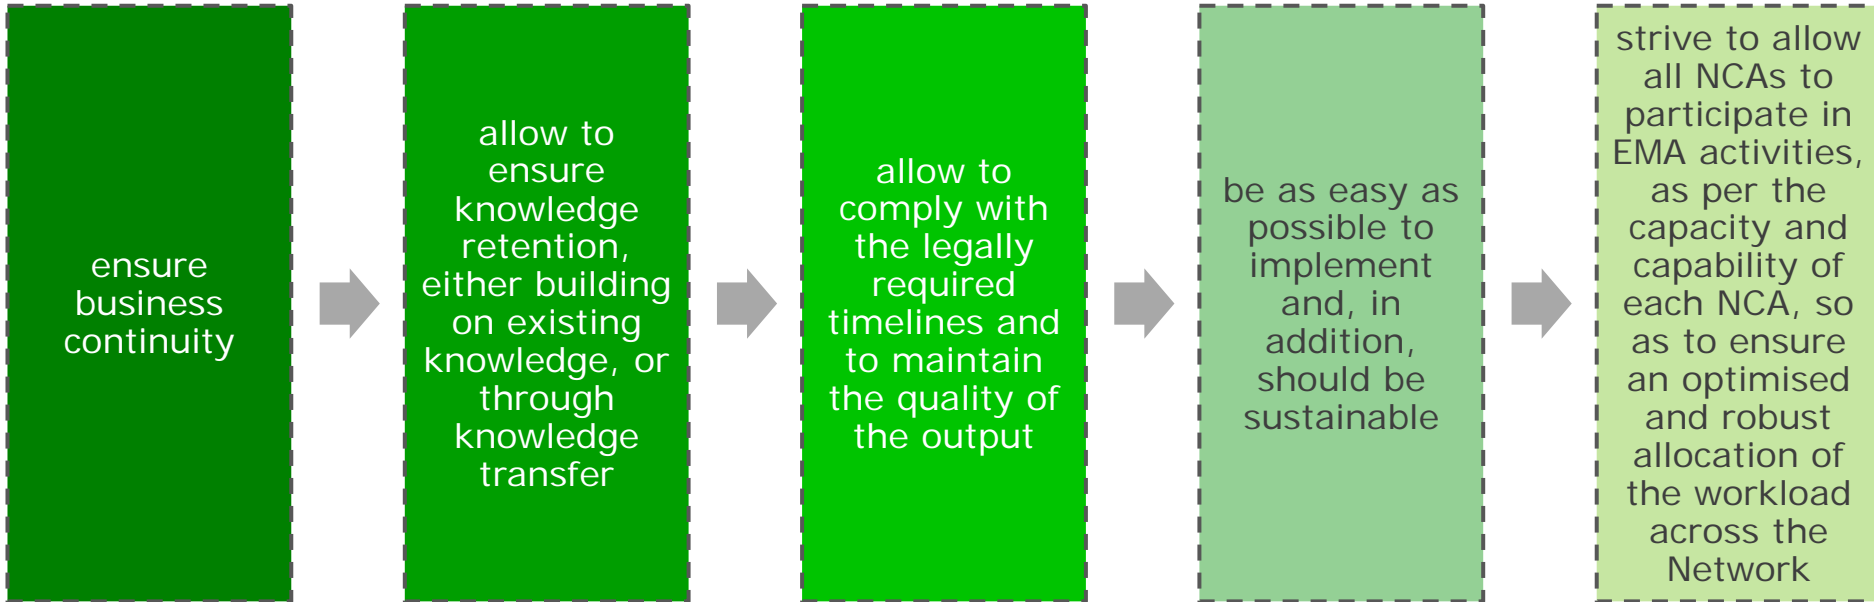 ensure
business
continuity
allow to
ensure
knowledge
retention,
either building
on existing
knowledge, or
through
knowledge
transfer
allow to
comply with
the legally
required
timelines and
to maintain
the quality of
the output
be as easy as
possible to
implement
and, in
addition,
should be
sustainable
strive to allow
all NCAs to
participate in
EMA activities,
as per the
capacity and
capability of
each NCA, so
as to ensure
an optimised
and robust
allocation of
the workload
across the
Network